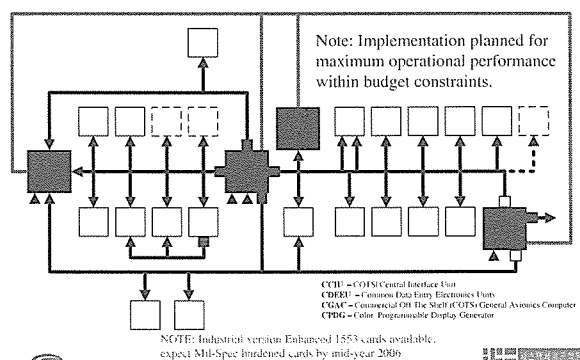 Note: Implementation planned for
maximum operational performance
within budget constraints.
CCIU – COTS Central Interface Unit
CDEEU – Common Data Entry Electronics Units
CGAC – Commercial Off The Shelf (COTS) General Avionics Computer
CPDG – Color Programmable Display Generator
NOTE: Industrial version Enhanced 1553 cards available,
expect Mil-Spec hardened cards by mid-year 2006